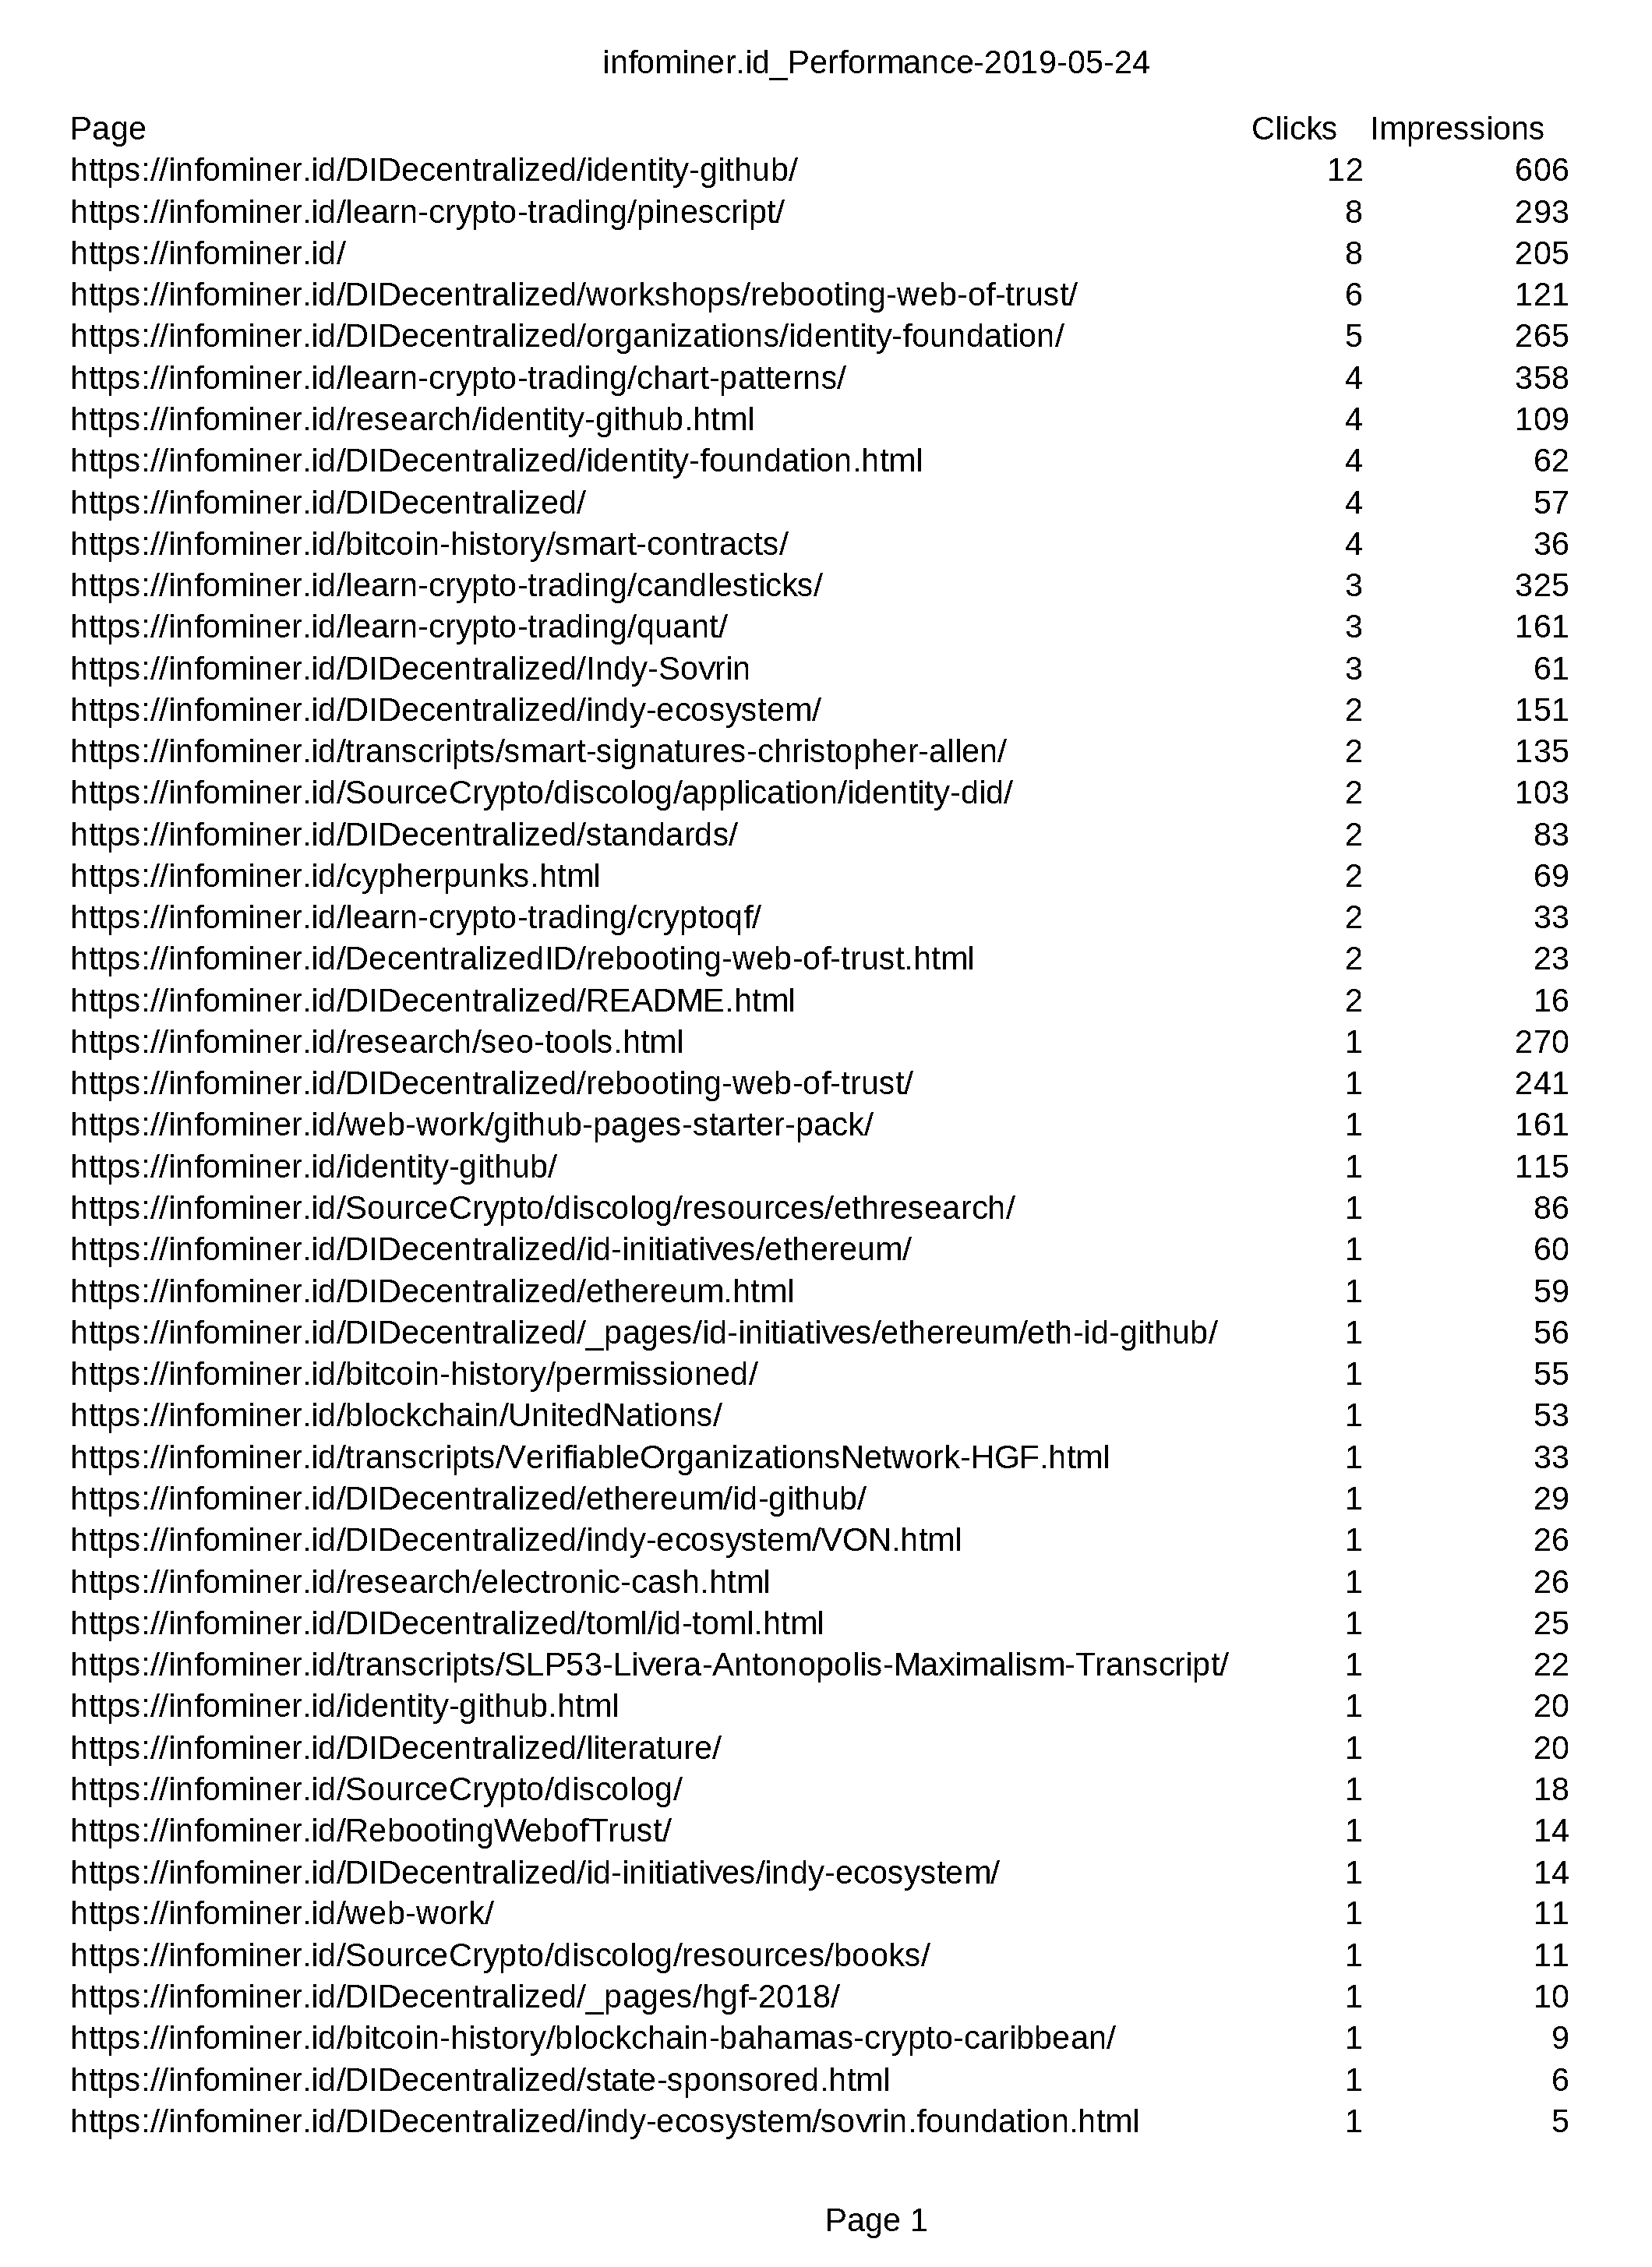 infominer.id_Performance-2019-05-24
Page Clicks Impressions
https://infominer.id/DIDecentralized/identity-github/ 12 606
https://infominer.id/learn-crypto-trading/pinescript/ 8 293
https://infominer.id/ 8 205
https://infominer.id/DIDecentralized/workshops/rebooting-web-of-trust/ 6 121
https://infominer.id/DIDecentralized/organizations/identity-foundation/ 5 265
https://infominer.id/learn-crypto-trading/chart-patterns/ 4 358
https://infominer.id/research/identity-github.html 4 109
https://infominer.id/DIDecentralized/identity-foundation.html 4 62
https://infominer.id/DIDecentralized/ 4 57
https://infominer.id/bitcoin-history/smart-contracts/ 4 36
https://infominer.id/learn-crypto-trading/candlesticks/ 3 325
https://infominer.id/learn-crypto-trading/quant/ 3 161
https://infominer.id/DIDecentralized/Indy-Sovrin 3 61
https://infominer.id/DIDecentralized/indy-ecosystem/ 2 151
https://infominer.id/transcripts/smart-signatures-christopher-allen/ 2 135
https://infominer.id/SourceCrypto/discolog/application/identity-did/ 2 103
https://infominer.id/DIDecentralized/standards/ 2 83
https://infominer.id/cypherpunks.html 2 69
https://infominer.id/learn-crypto-trading/cryptoqf/ 2 33
https://infominer.id/DecentralizedID/rebooting-web-of-trust.html 2 23
https://infominer.id/DIDecentralized/README.html 2 16
https://infominer.id/research/seo-tools.html 1 270
https://infominer.id/DIDecentralized/rebooting-web-of-trust/ 1 241
https://infominer.id/web-work/github-pages-starter-pack/ 1 161
https://infominer.id/identity-github/ 1 115
https://infominer.id/SourceCrypto/discolog/resources/ethresearch/ 1 86
https://infominer.id/DIDecentralized/id-initiatives/ethereum/ 1 60
https://infominer.id/DIDecentralized/ethereum.html 1 59
https://infominer.id/DIDecentralized/_pages/id-initiatives/ethereum/eth-id-github/ 1 56
https://infominer.id/bitcoin-history/permissioned/ 1 55
https://infominer.id/blockchain/UnitedNations/ 1 53
https://infominer.id/transcripts/VerifiableOrganizationsNetwork-HGF.html 1 33
https://infominer.id/DIDecentralized/ethereum/id-github/ 1 29
https://infominer.id/DIDecentralized/indy-ecosystem/VON.html 1 26
https://infominer.id/research/electronic-cash.html 1 26
https://infominer.id/DIDecentralized/toml/id-toml.html 1 25
https://infominer.id/transcripts/SLP53-Livera-Antonopolis-Maximalism-Transcript/ 1 22
https://infominer.id/identity-github.html 1 20
https://infominer.id/DIDecentralized/literature/ 1 20
https://infominer.id/SourceCrypto/discolog/ 1 18
https://infominer.id/RebootingWebofTrust/ 1 14
https://infominer.id/DIDecentralized/id-initiatives/indy-ecosystem/ 1 14
https://infominer.id/web-work/ 1 11
https://infominer.id/SourceCrypto/discolog/resources/books/ 1 11
https://infominer.id/DIDecentralized/_pages/hgf-2018/ 1 10
https://infominer.id/bitcoin-history/blockchain-bahamas-crypto-caribbean/ 1 9
https://infominer.id/DIDecentralized/state-sponsored.html 1 6
https://infominer.id/DIDecentralized/indy-ecosystem/sovrin.foundation.html 1 5
Page 1